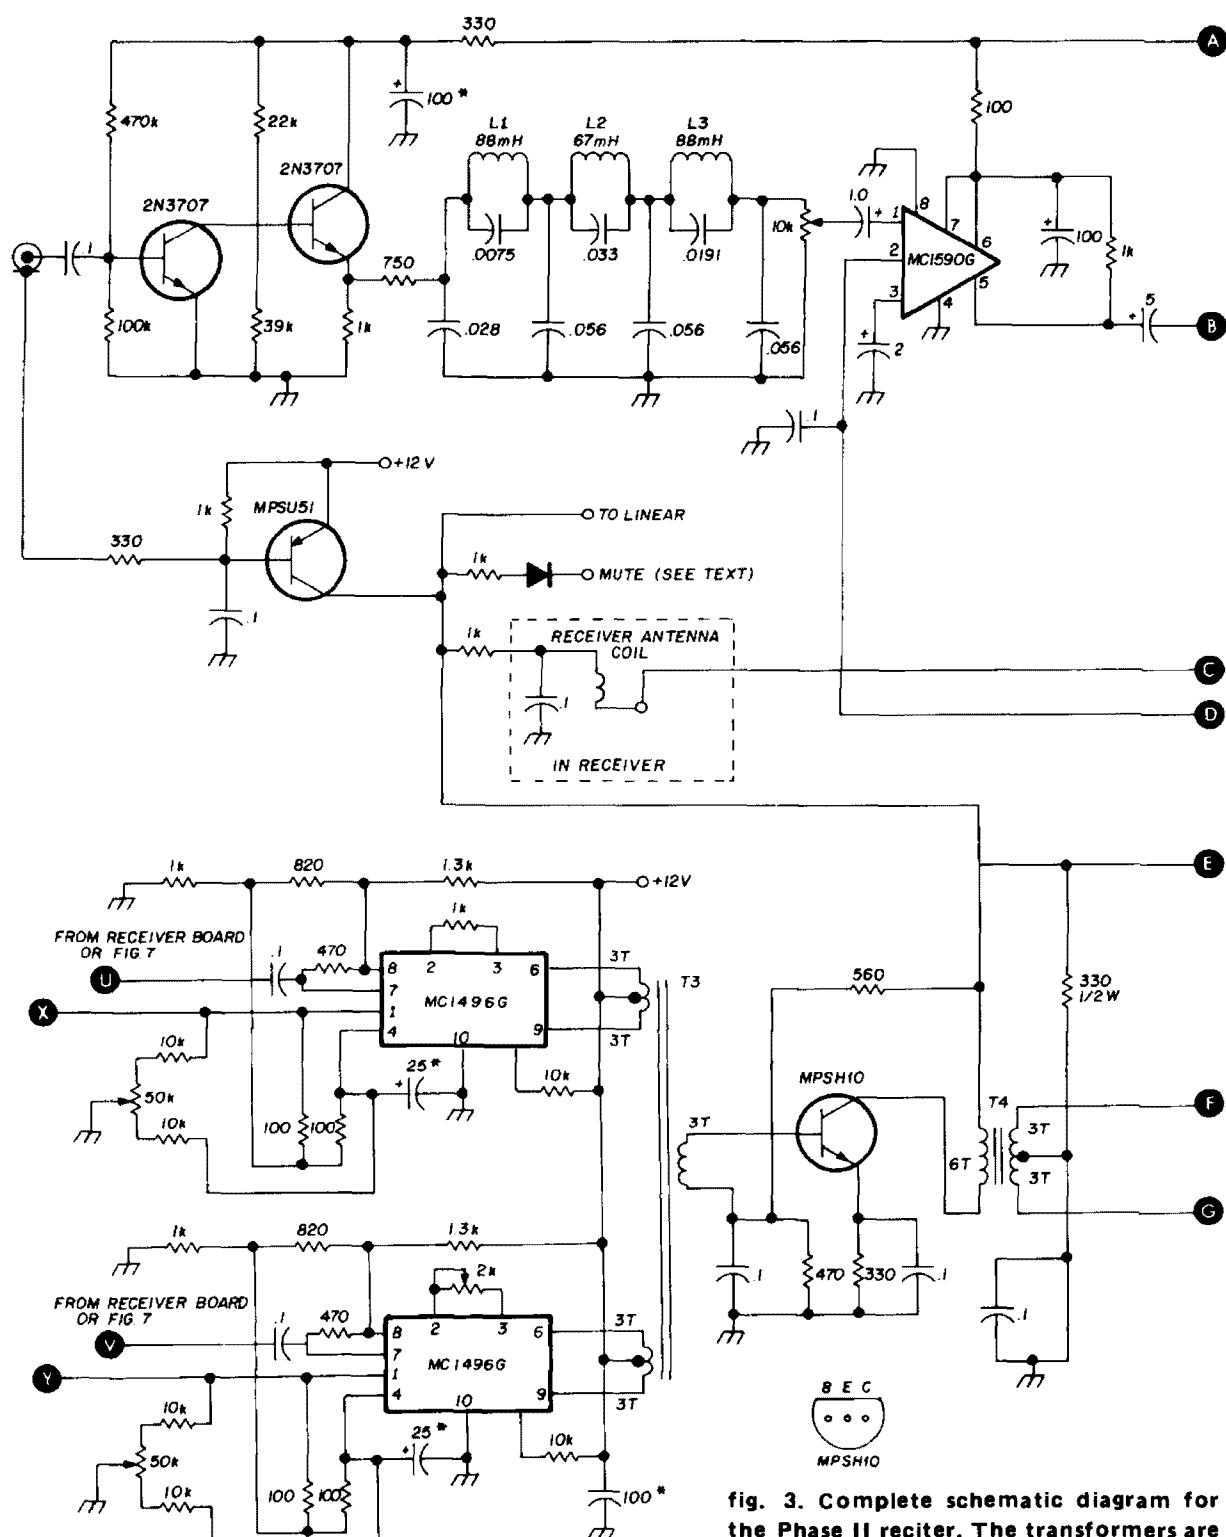 330
A
470k
22k
+
100*
100
L1
88mH
L2
67mH
L3
88mH
2N3707
2N3707
.1
1.0
+
1
8
7
6
5
2
3
4
MC1590G
+
100
1k
10k
750
.0075
.033
.0191
100k
39k
1k
.028
.056
.056
.056
+
2
+
5
B
.1
+12V
1k
MPSU51
TO LINEAR
330
1k
MUTE (SEE TEXT)
.1
1k
RECEIVER ANTENNA
COIL
C
.1
D
IN RECEIVER
1k
820
1.3k
+12V
E
FROM RECEIVER BOARD
OR FIG. 7
.1
470
1k
8
2
3
6
3T
T3
U
7
MC1496G
560
330
1/2W
X
1
4
10
9
3T
10k
25*
+
10k
MPSH10
50k
T4
F
10k
100
100
3T
3T
6T
3T
G
1k
820
1.3k
.1
470
330
.1
2k
FROM RECEIVER BOARD
OR FIG. 7
.1
470
8
2
3
6
3T
.1
V
7
MC1496G
Y
1
4
10
9
3T
B E C
10k
25*
+
10k
50k
MPSH10
10k
100
100
100*
fig. 3. Complete schematic diagram for
the Phase II reciter. The transformers are